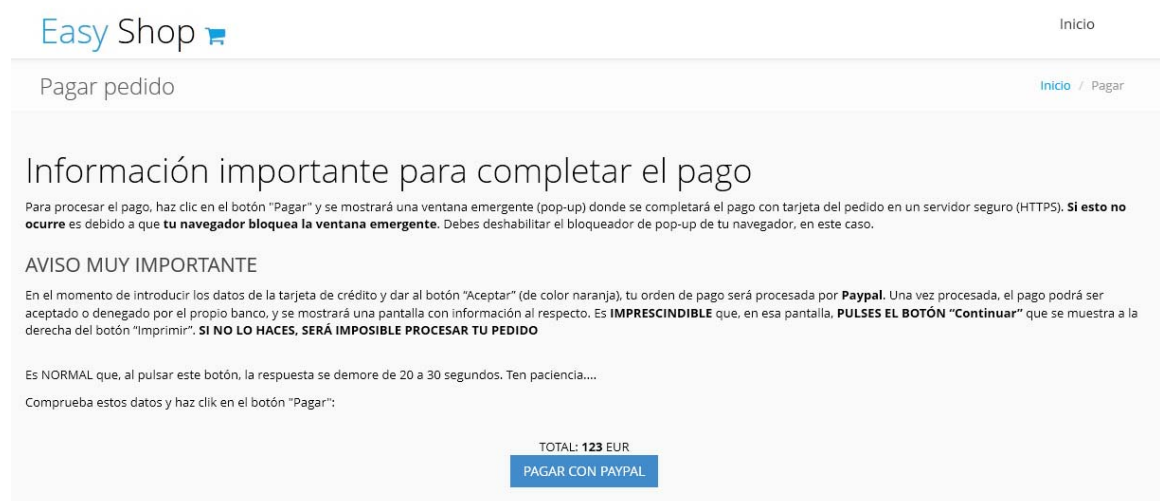 Easy Shop
Inicio
Pagar pedido
Inicio / Pagar
Información importante para completar el pago
Para procesar el pago, haz clic en el botón "Pagar" y se mostrará una ventana emergente (pop-up) donde se completará el pago con tarjeta del pedido en un servidor seguro (HTTPS). Si esto no
ocurre es debido a que tu navegador bloquea la ventana emergente. Debes deshabilitar el bloqueador de pop-up de tu navegador, en este caso.
AVISO MUY IMPORTANTE
En el momento de introducir los datos de la tarjeta de crédito y dar al botón “Aceptar” (de color naranja), tu orden de pago será procesada por Paypal. Una vez procesada, el pago podrá ser
aceptado o denegado por el propio banco, y se mostrará una pantalla con información al respecto. Es IMPRESCINDIBLE que, en esa pantalla, PULSES EL BOTÓN “Continuar” que se muestra a la
derecha del botón “Imprimir”. SI NO LO HACES, SERÁ IMPOSIBLE PROCESAR TU PEDIDO
Es NORMAL que, al pulsar este botón, la respuesta se demore de 20 a 30 segundos. Ten paciencia....
Comprueba estos datos y haz clik en el botón "Pagar":
TOTAL: 123 EUR
PAGAR CON PAYPAL